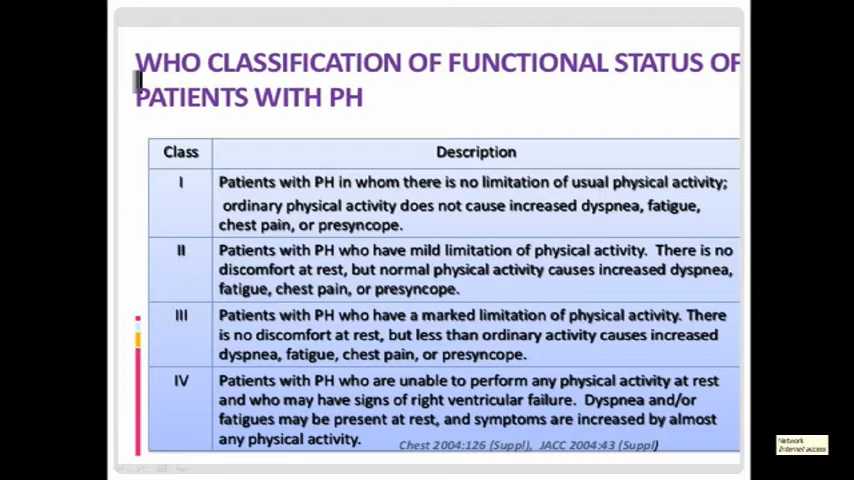 WHO CLASSIFICATION OF FUNCTIONAL STATUS OF
PATIENTS WITH PH
Class Description
I Patients with PH in whom there is no limitation of usual physical activity;
ordinary physical activity does not cause increased dyspnea, fatigue,
chest pain, or presyncope.
II Patients with PH who have mild limitation of physical activity. There is no
discomfort at rest, but normal physical activity causes increased dyspnea,
fatigue, chest pain, or presyncope.
III Patients with PH who have a marked limitation of physical activity. There
is no discomfort at rest, but less than ordinary activity causes increased
dyspnea, fatigue, chest pain, or presyncope.
IV Patients with PH who are unable to perform any physical activity at rest
and who may have signs of right ventricular failure. Dyspnea and/or
fatigues may be present at rest, and symptoms are increased by almost
any physical activity.
Chest 2004:126 (Suppl), JACC 2004:43 (Suppl)
Network
Internet access